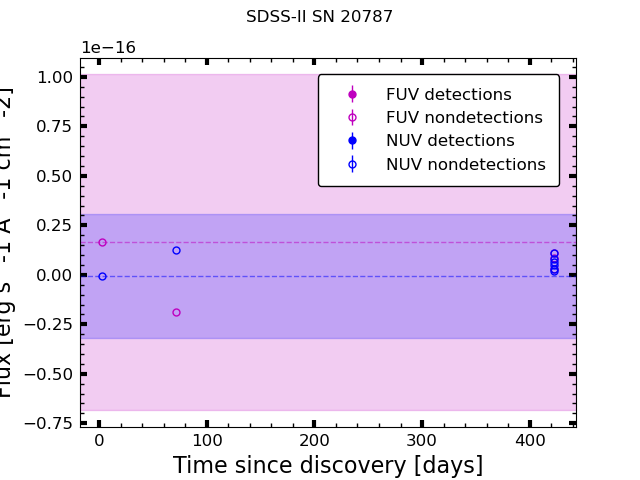 SDSS-II SN 20787
1e−16
1.00
0.75
0.50
0.25
0.00
−0.25
−0.50
−0.75
Flux [erg s -1 A -1 cm -2]
FUV detections
FUV nondetections
NUV detections
NUV nondetections
0 100 200 300 400
Time since discovery [days]